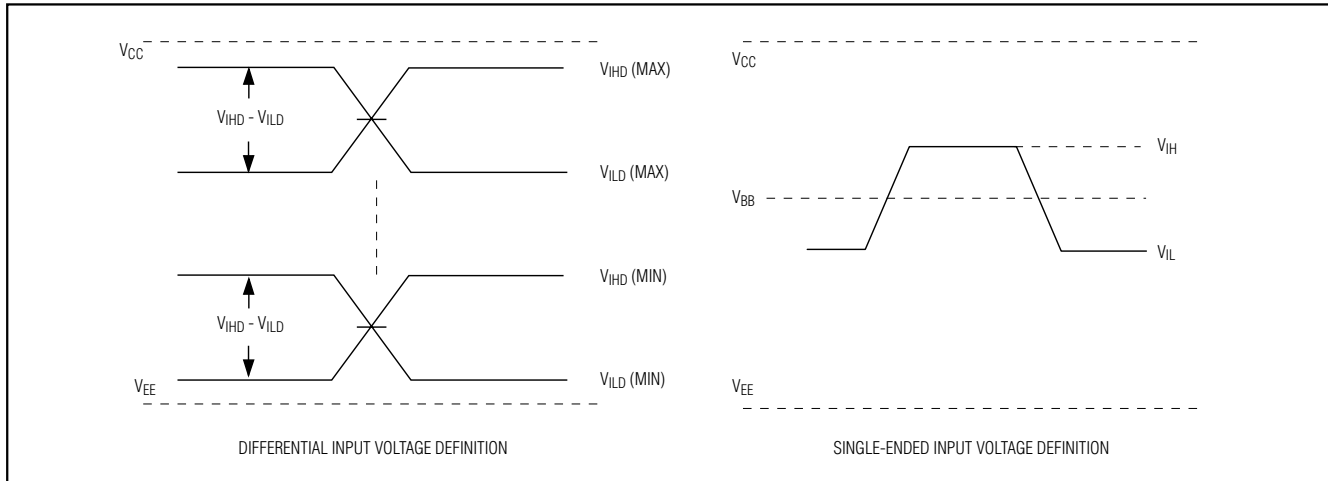 VCC
VIHD (MAX)
VIHD - VILD
VILD (MAX)
VIHD (MIN)
VIHD - VILD
VEE
VILD (MIN)
DIFFERENTIAL INPUT VOLTAGE DEFINITION
VCC
VIH
VBB
VIL
VEE
SINGLE-ENDED INPUT VOLTAGE DEFINITION